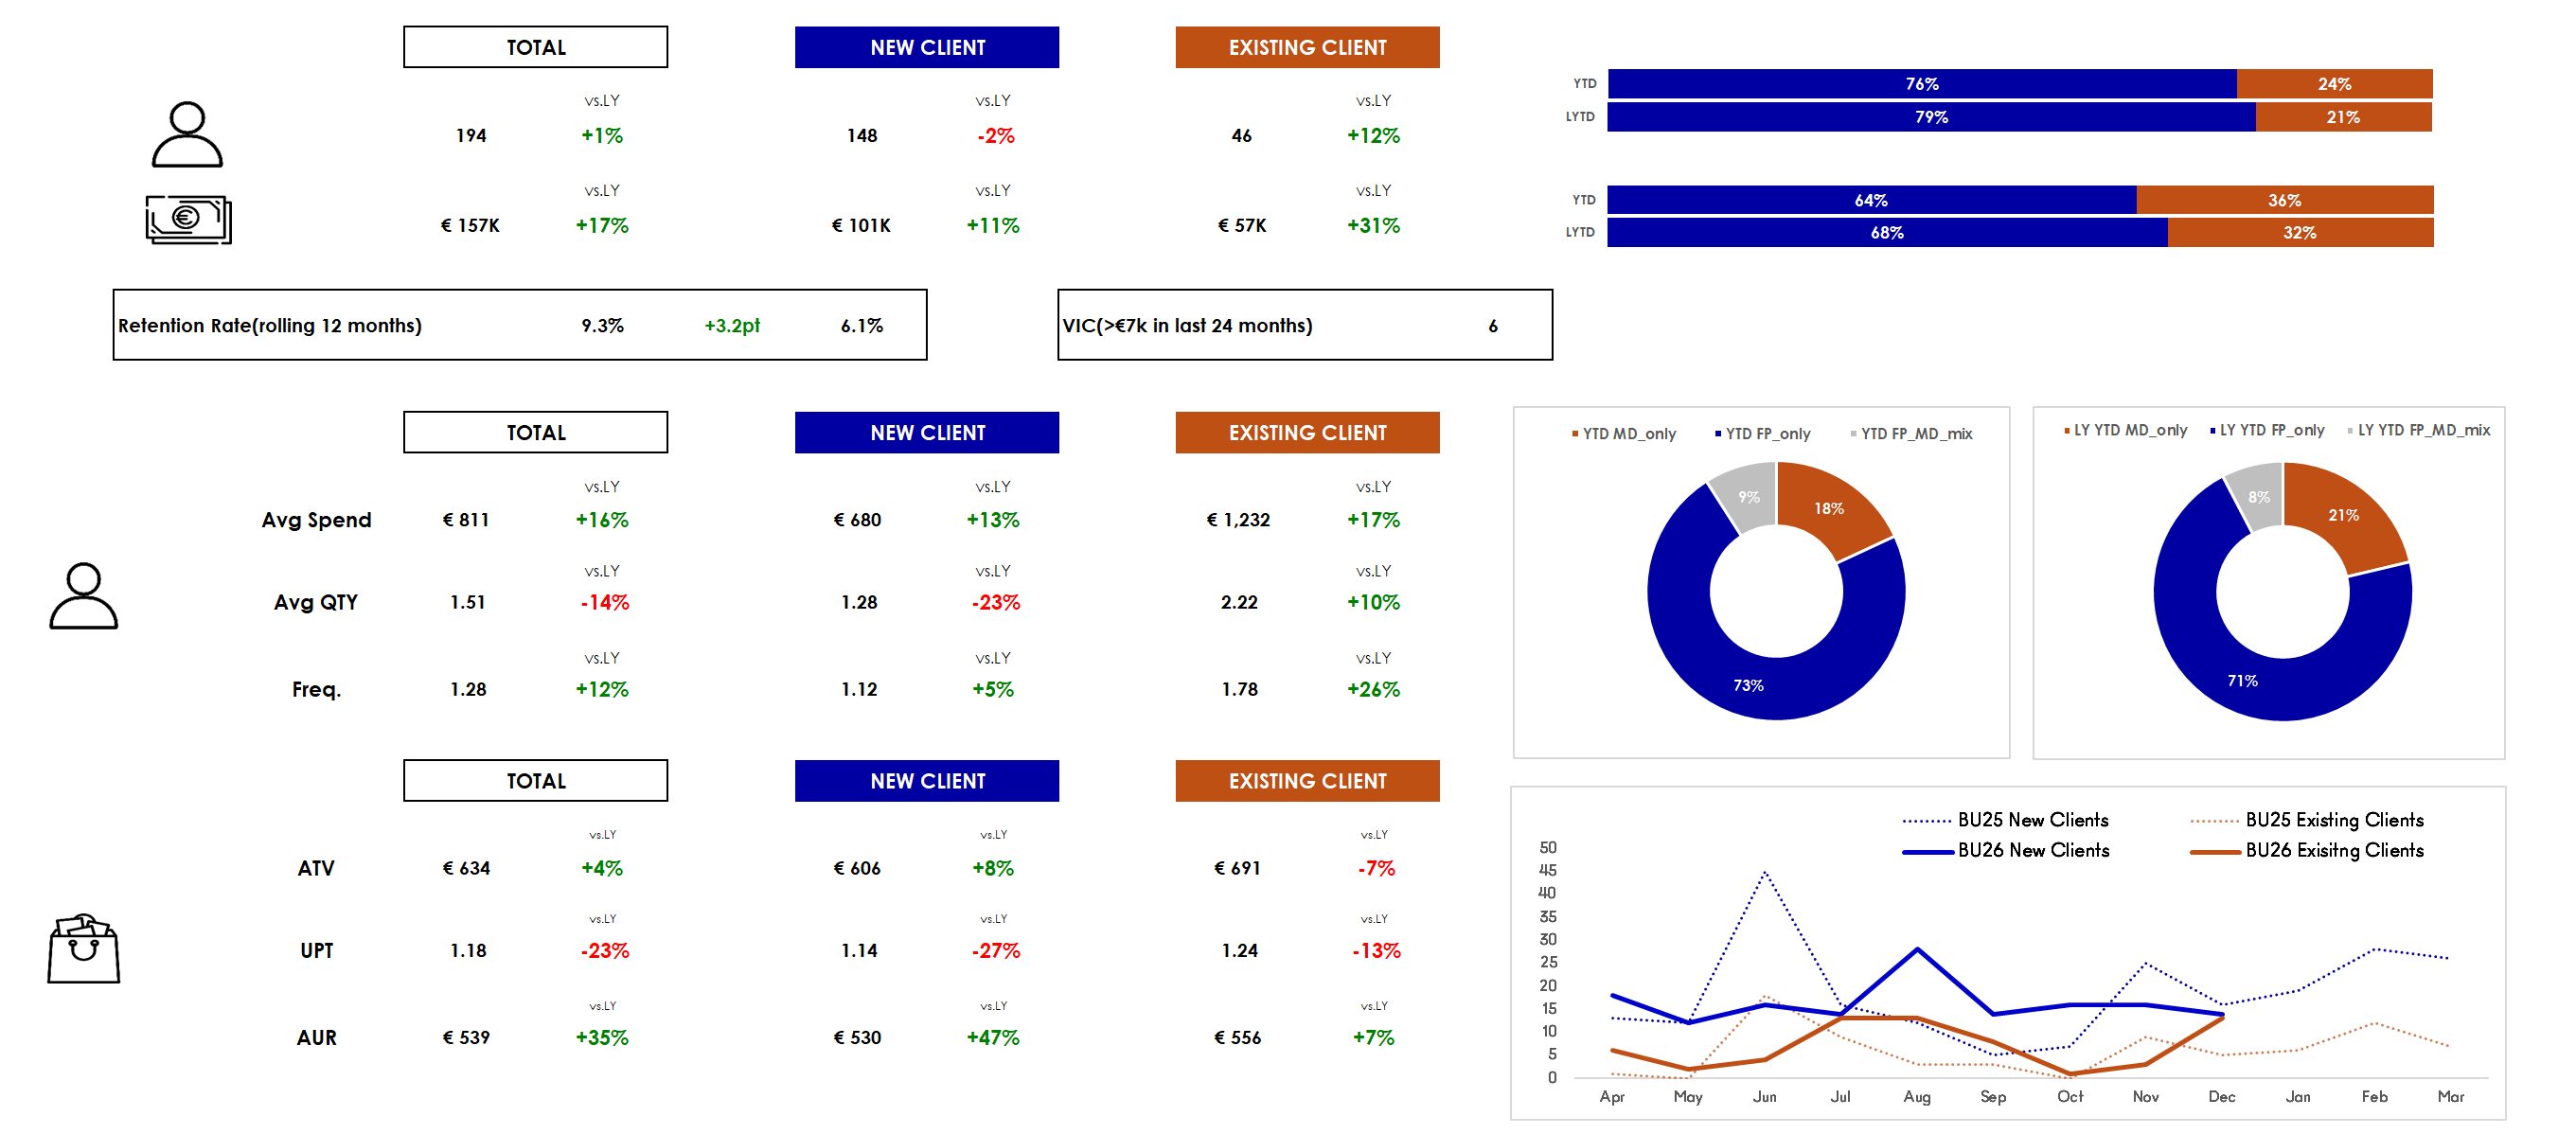 TOTAL NEW CLIENT EXISTING CLIENT
vs.LY vs.LY vs.LY
194 +1% 148 -2% 46 +12%
vs.LY vs.LY vs.LY
€ 157K +17% € 101K +11% € 57K +31%
YTD 76% 24%
LYTD 79% 21%
YTD 64% 36%
LYTD 68% 32%
Retention Rate(rolling 12 months) 9.3% +3.2pt 6.1%
VIC(>€7k in last 24 months) 6
TOTAL NEW CLIENT EXISTING CLIENT
vs.LY vs.LY vs.LY
Avg Spend € 811 +16% € 680 +13% € 1,232 +17%
vs.LY vs.LY vs.LY
Avg QTY 1.51 -14% 1.28 -23% 2.22 +10%
vs.LY vs.LY vs.LY
Freq. 1.28 +12% 1.12 +5% 1.78 +26%
YTD MD_only YTD FP_only YTD FP_MD_mix
9% 18%
73%
LY YTD MD_only LY YTD FP_only LY YTD FP_MD_mix
8% 21%
71%
TOTAL NEW CLIENT EXISTING CLIENT
vs.LY vs.LY vs.LY
ATV € 634 +4% € 606 +8% € 691 -7%
vs.LY vs.LY vs.LY
UPT 1.18 -23% 1.14 -27% 1.24 -13%
vs.LY vs.LY vs.LY
AUR € 539 +35% € 530 +47% € 556 +7%
BU25 New Clients BU25 Existing Clients
BU26 New Clients BU26 Exisitng Clients
50
45
40
35
30
25
20
15
10
5
0
Apr May Jun Jul Aug Sep Oct Nov Dec Jan Feb Mar